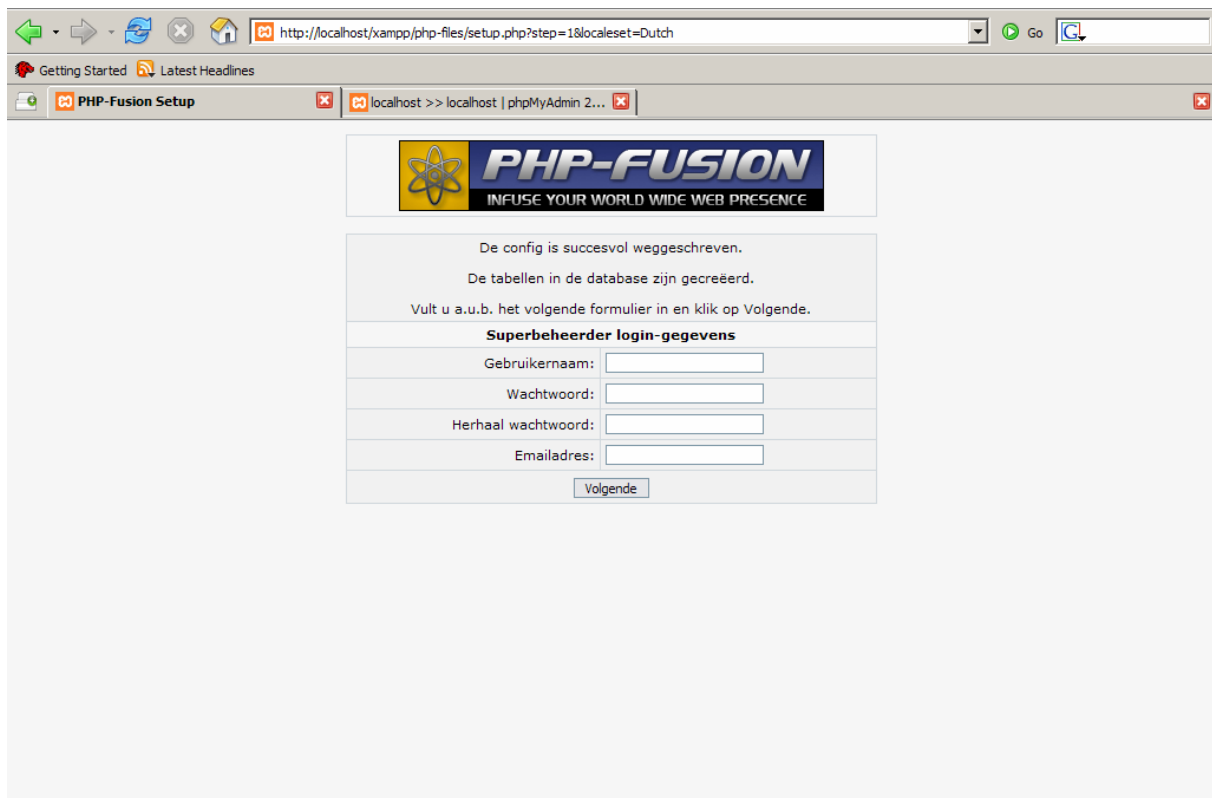 http://localhost/xampp/php-files/setup.php?step=1&localeset=Dutch
Go
G
Getting Started
Latest Headlines
PHP-Fusion Setup
localhost >> localhost | phpMyAdmin 2...
PHP-FUSION
INFUSE YOUR WORLD WIDE WEB PRESENCE
De config is succesvol weggeschreven.
De tabellen in de database zijn gecreëerd.
Vult u a.u.b. het volgende formulier in en klik op Volgende.
Superbeheerder login-gegevens
Gebruikernaam:
Wachtwoord:
Herhaal wachtwoord:
Emailadres:
Volgende